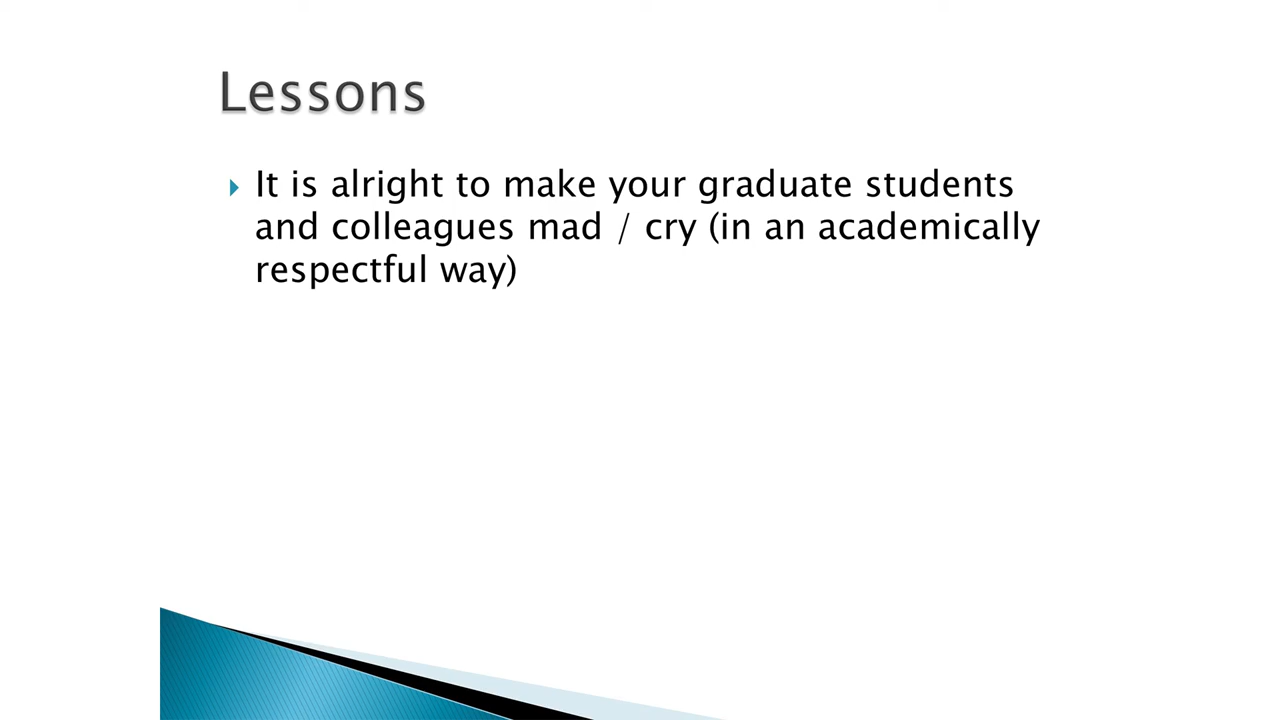 Lessons
It is alright to make your graduate students
and colleagues mad / cry (in an academically
respectful way)